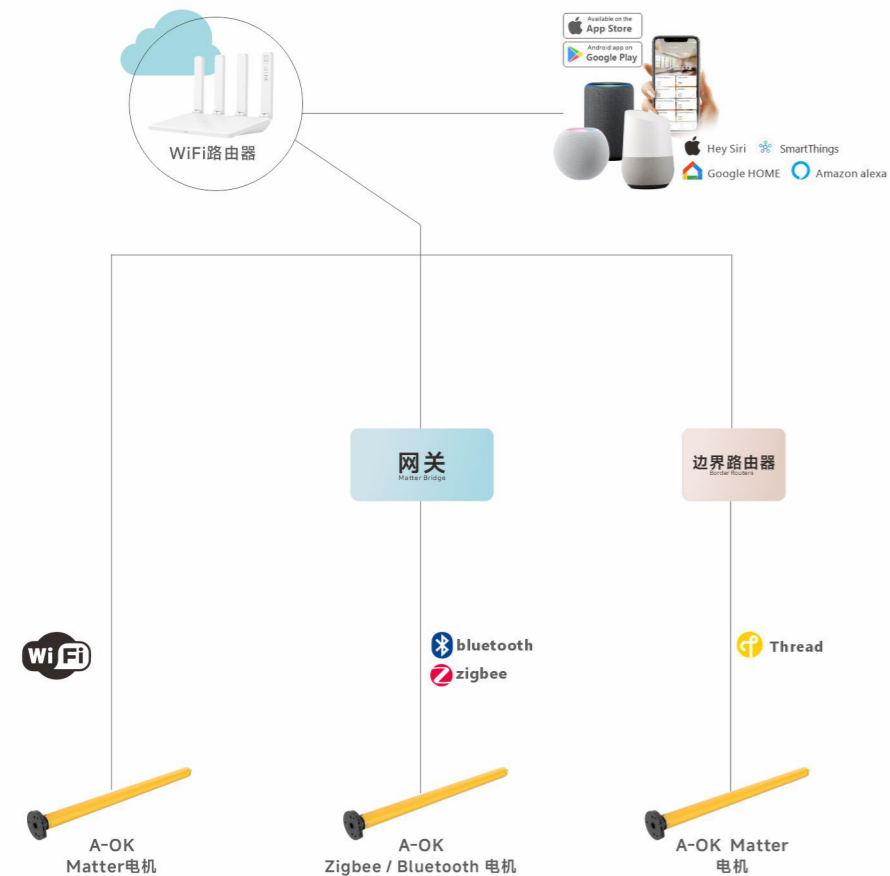 Available on the
App Store
Android app on
Google Play
WiFi路由器
Hey Siri
SmartThings
Google HOME
Amazon alexa
网关
Matter Bridge
边界路由器
Border Routers
WiFi
bluetooth
zigbee
Thread
A-OK
Matter电机
A-OK
Zigbee / Bluetooth 电机
A-OK Matter
电机